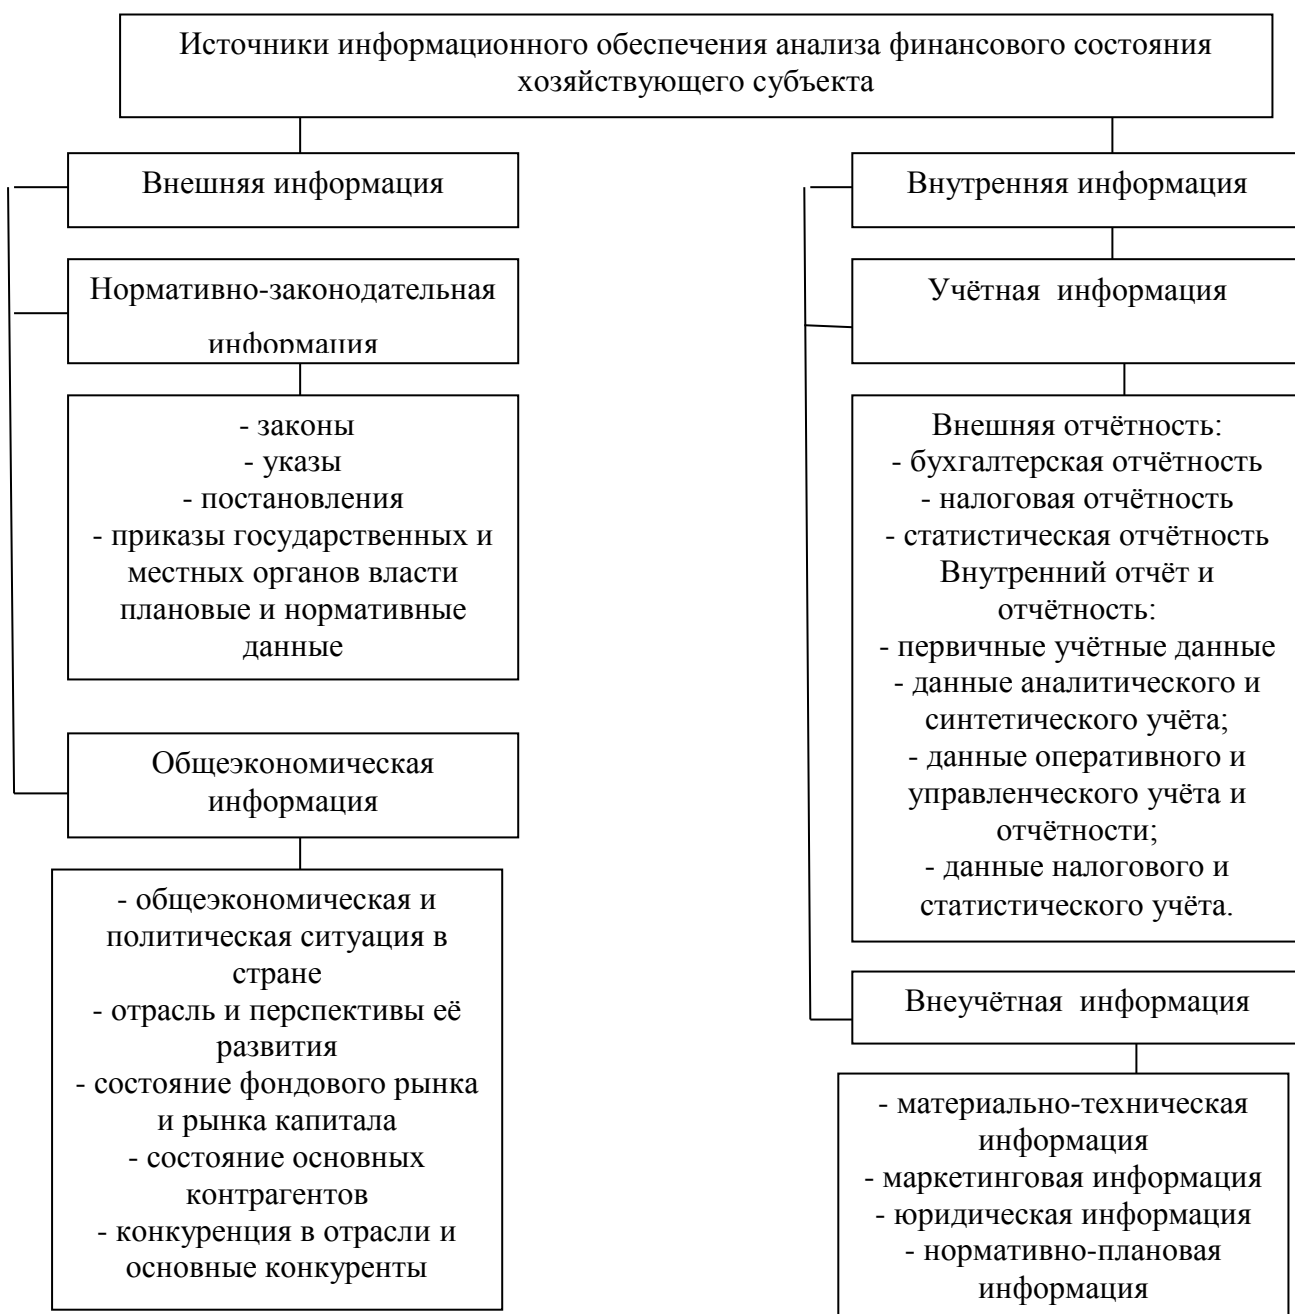 Источники информационного обеспечения анализа финансового состояния
хозяйствующего субъекта
Внешняя информация
Нормативно-законодательная
информация
- законы
- указы
- постановления
- приказы государственных и
местных органов власти
плановые и нормативные
данные
Общеэкономическая
информация
- общеэкономическая и
политическая ситуация в
стране
- отрасль и перспективы её
развития
- состояние фондового рынка
и рынка капитала
- состояние основных
контрагентов
- конкуренция в отрасли и
основные конкуренты
Внутренняя информация
Учётная информация
Внешняя отчётность:
- бухгалтерская отчётность
- налоговая отчётность
- статистическая отчётность
Внутренний отчёт и
отчётность:
- первичные учётные данные
- данные аналитического и
синтетического учёта;
- данные оперативного и
управленческого учёта и
отчётности;
- данные налогового и
статистического учёта.
Внеучётная информация
- материально-техническая
информация
- маркетинговая информация
- юридическая информация
- нормативно-плановая
информация